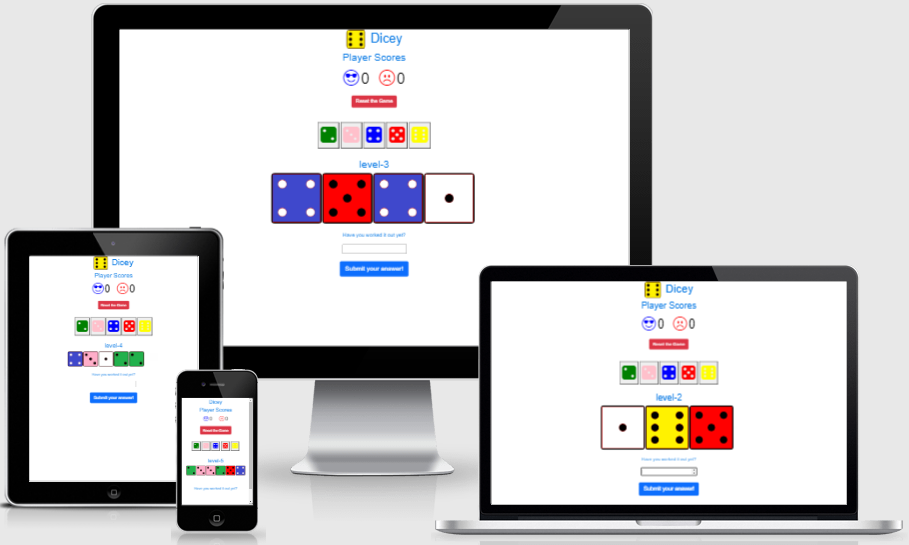 Dicey
Player Scores
0 0
Reset the Game
level-3
Have you worked it out yet?
Submit your answer!
Dicey
Player Scores
0 0
Reset the Game
level-4
Have you worked it out yet?
Submit your answer!
Dicey
Player Scores
0 0
Reset the Game
level-5
Have you worked it out yet?
Dicey
Player Scores
0 0
Reset the Game
level-2
Have you worked it out yet?
Submit your answer!